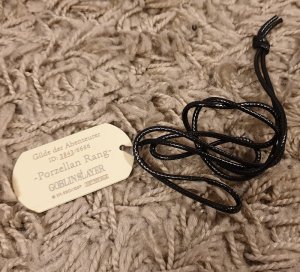 Gilde der Abenteurer
-Porzellan Rang-
GOBLIN SLAYER